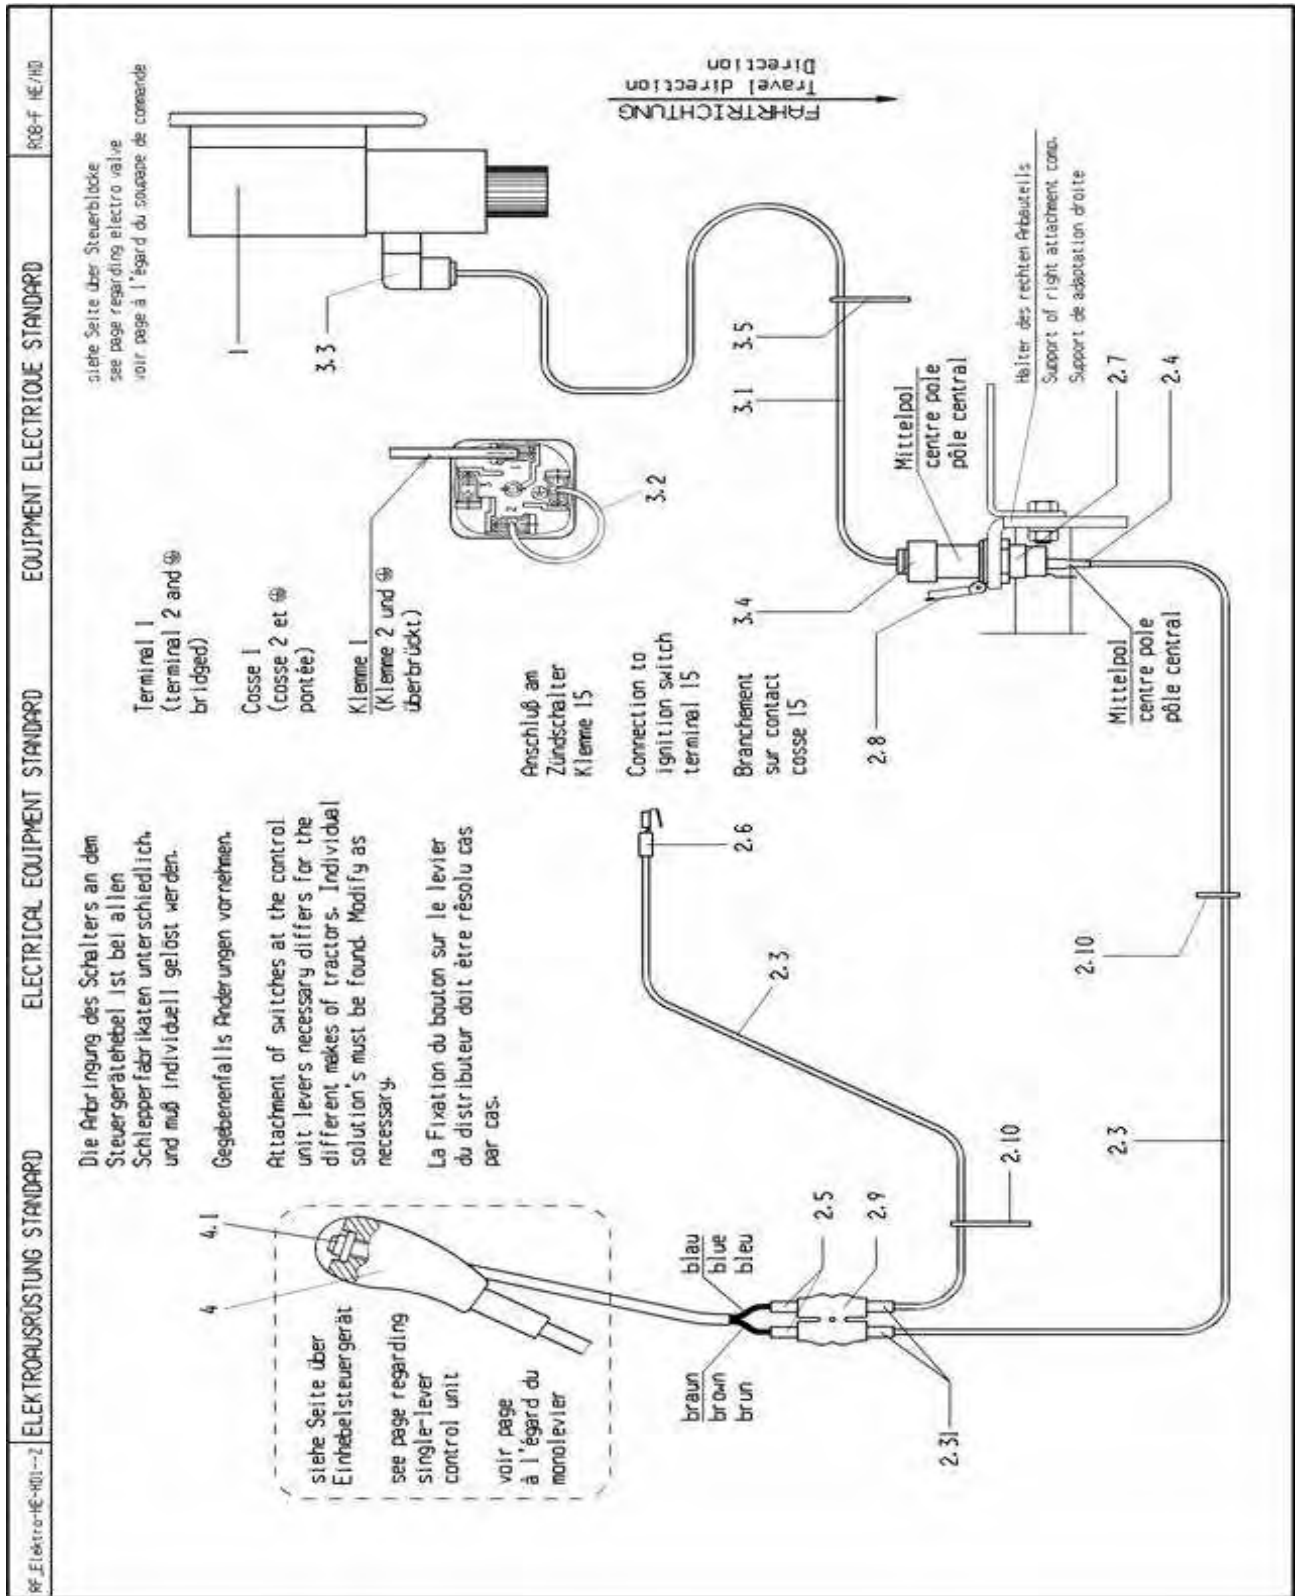 RF_Elektro-HE-HD1--2
ELEKTROAUSRÜSTUNG STANDARD
ELECTRICAL EQUIPMENT STANDARD
EQUIPMENT ELECTRIQUE STANDARD
ROB-F HE/HD
Die Anbringung des Schalters an dem
Steuergerätehebel ist bei allen
Schlepperfabrikaten unterschiedlich.
und muß individuell gelöst werden.
Gegebenenfalls Änderungen vornehmen.
Attachment of switches at the control
unit levers necessary differs for the
different makes of tractors. Individual
solution's must be found. Modify as
necessary.
La Fixation du bouton sur le levier
du distributeur doit être résolu cas
par cas.
4
4.1
siehe Seite über
Einhebelsteuergerät
see page regarding
single-lever
control unit
voir page
à l'égard du
monolevier
braun
brown
brun
blau
blue
bleu
2.5
2.9
2.31
2.10
2.3
2.3
2.10
2.6
Terminal 1
(terminal 2 and ⏚
bridged)
Cosse 1
(cosse 2 et ⏚
pontée)
Klemme 1
(Klemme 2 und ⏚
überbrückt)
1
2
3
3.2
Anschluß am
Zündschalter
Klemme 15
Connection to
ignition switch
terminal 15
Branchement
sur contact
cosse 15
siehe Seite über Steuerblöcke
see page regarding electro valve
voir page à l'égard du soupape de commande
1
3.3
FAHRTRICHTUNG
Travel direction
Direction
3.1
3.5
3.4
2.8
Mittelpol
centre pole
pôle central
Mittelpol
centre pole
pôle central
Halter des rechten Anbauteils
Support of right attachment comp.
Support de adaptation droite
2.7
2.4